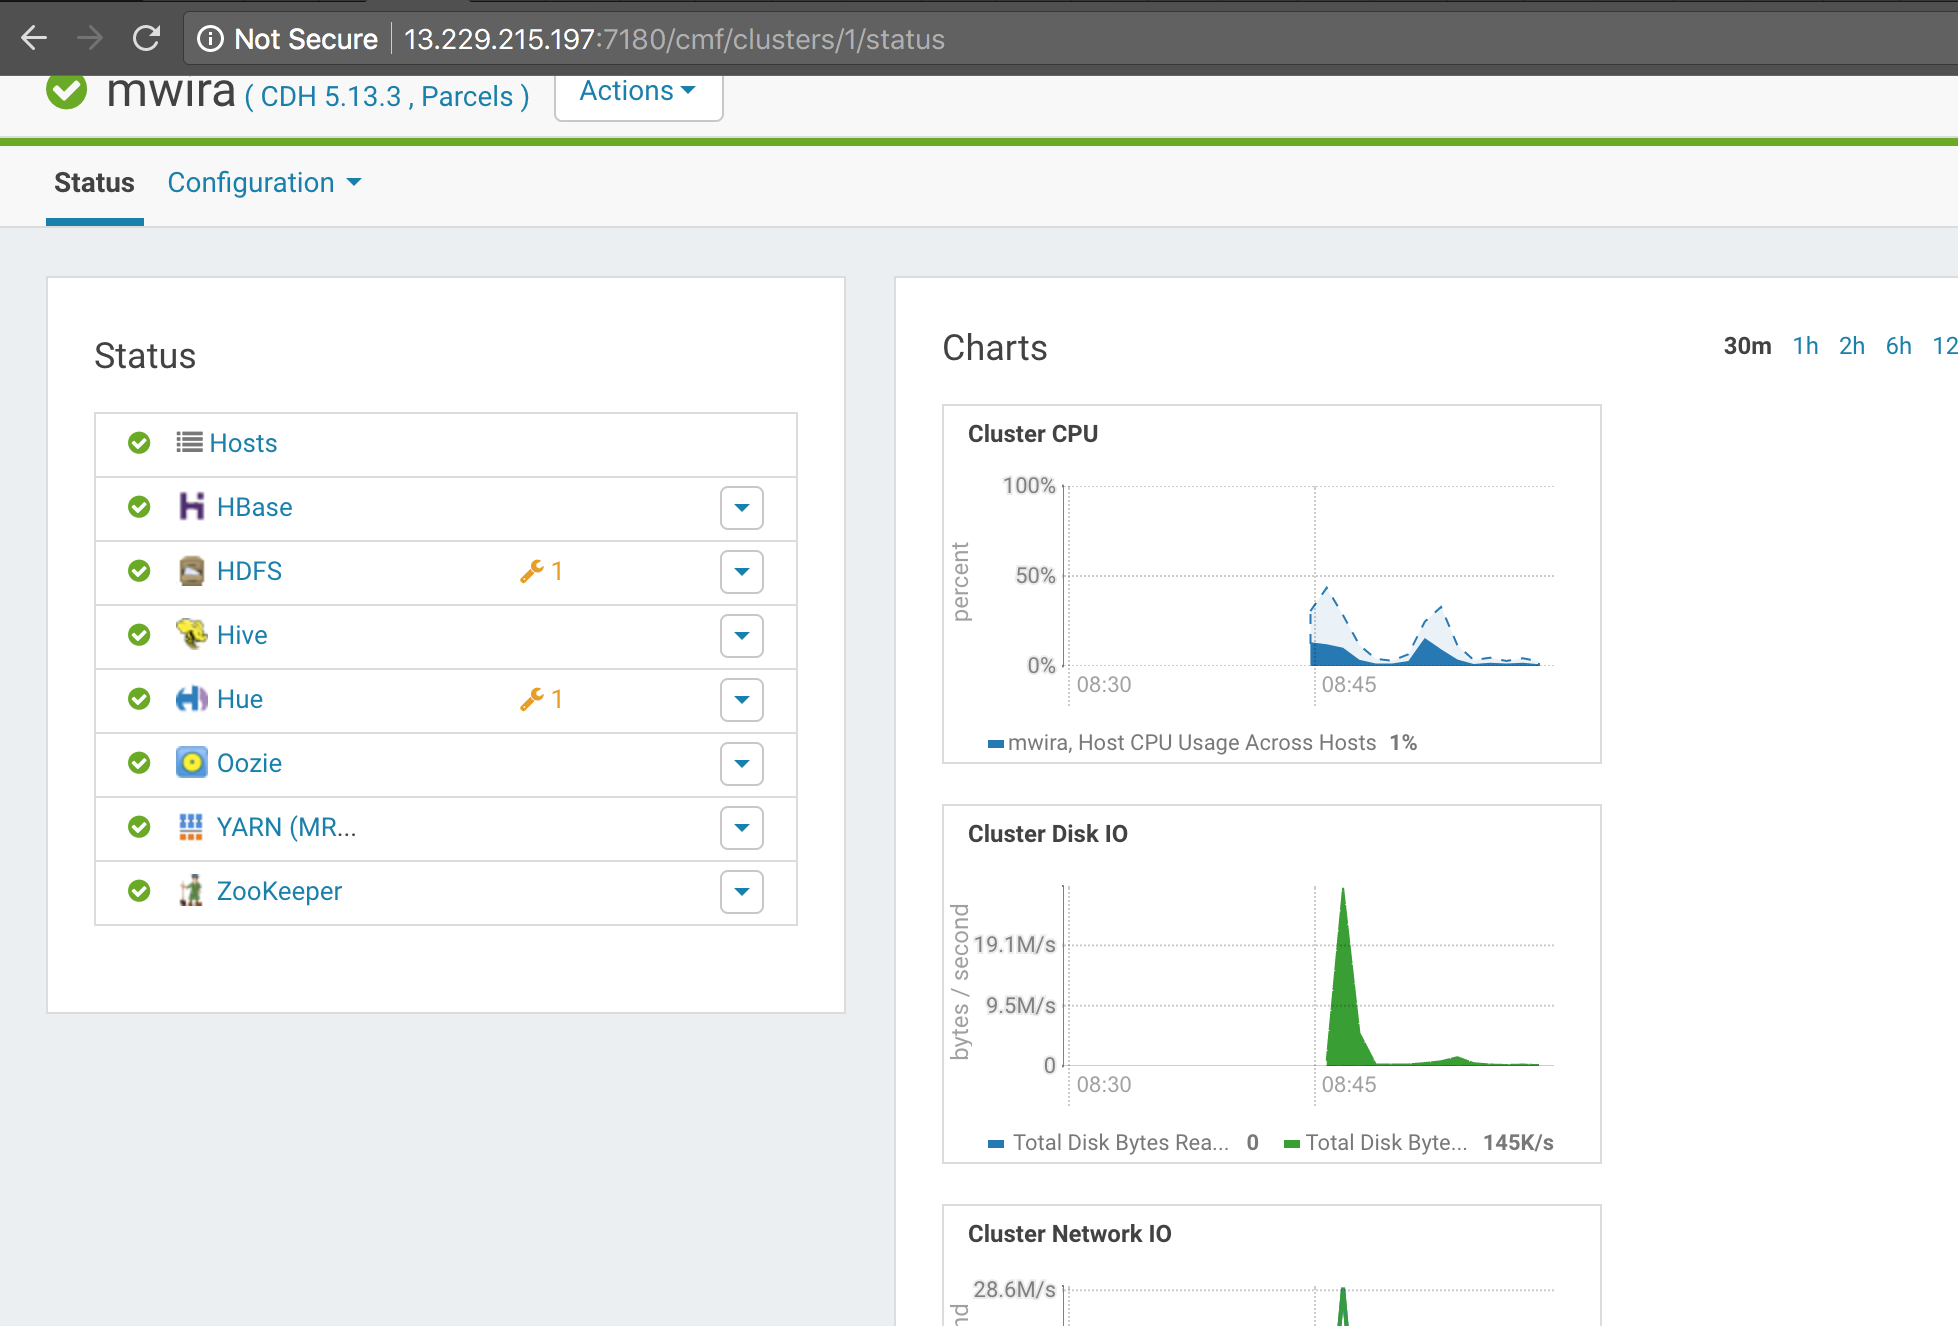 Not Secure 13.229.215.197:7180/cmf/clusters/1/status
mwira ( CDH 5.13.3 , Parcels ) Actions
Status Configuration
Status
Hosts
HBase
HDFS 1
Hive
Hue 1
Oozie
YARN (MR...
ZooKeeper
Charts 30m 1h 2h 6h 12
Cluster CPU
100%
50%
0%
percent
08:30 08:45
mwira, Host CPU Usage Across Hosts 1%
Cluster Disk IO
bytes / second
19.1M/s
9.5M/s
0
08:30 08:45
Total Disk Bytes Rea... 0 Total Disk Byte... 145K/s
Cluster Network IO
28.6M/s